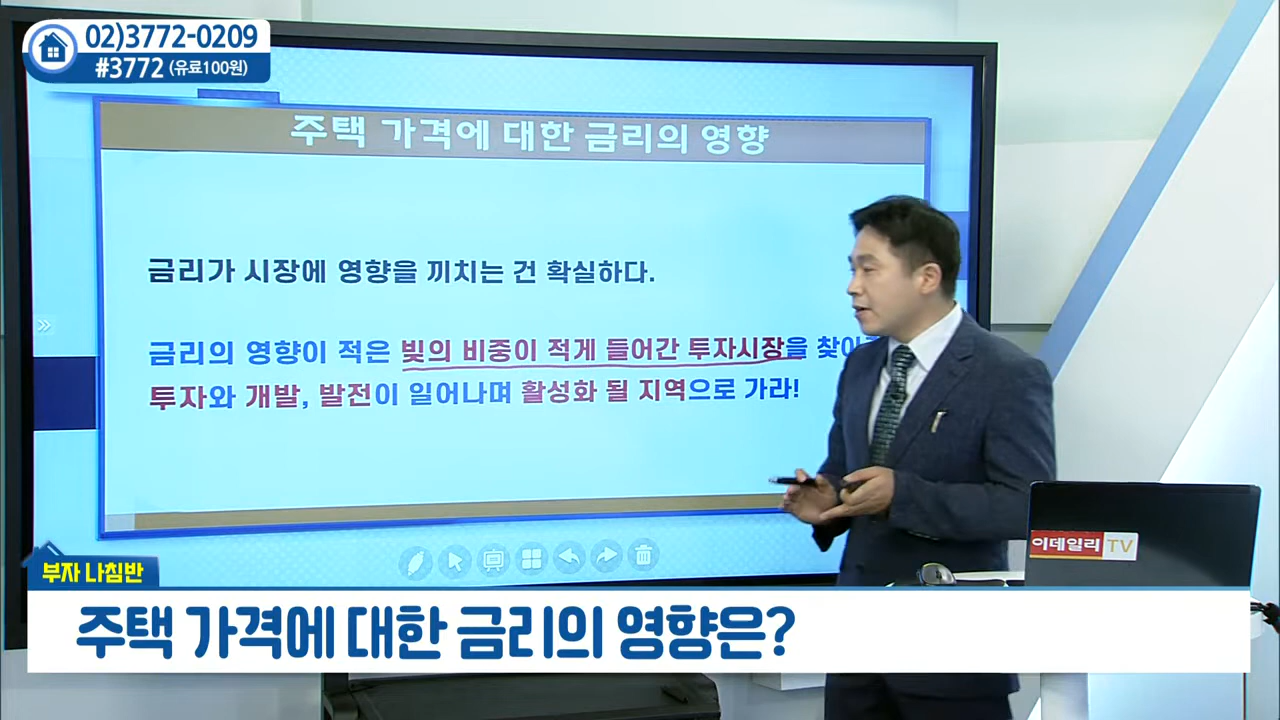 02)3772-0209
#3772 (유료100원)
주택 가격에 대한 금리의 영향
금리가 시장에 영향을 끼치는 건 확실하다.
금리의 영향이 적은 빚의 비중이 적게 들어간 투자시장을
투자와 개발, 발전이 일어나며 활성화 될 지역으로 가라!
이데일리 TV
부자 나침반
주택 가격에 대한 금리의 영향은?